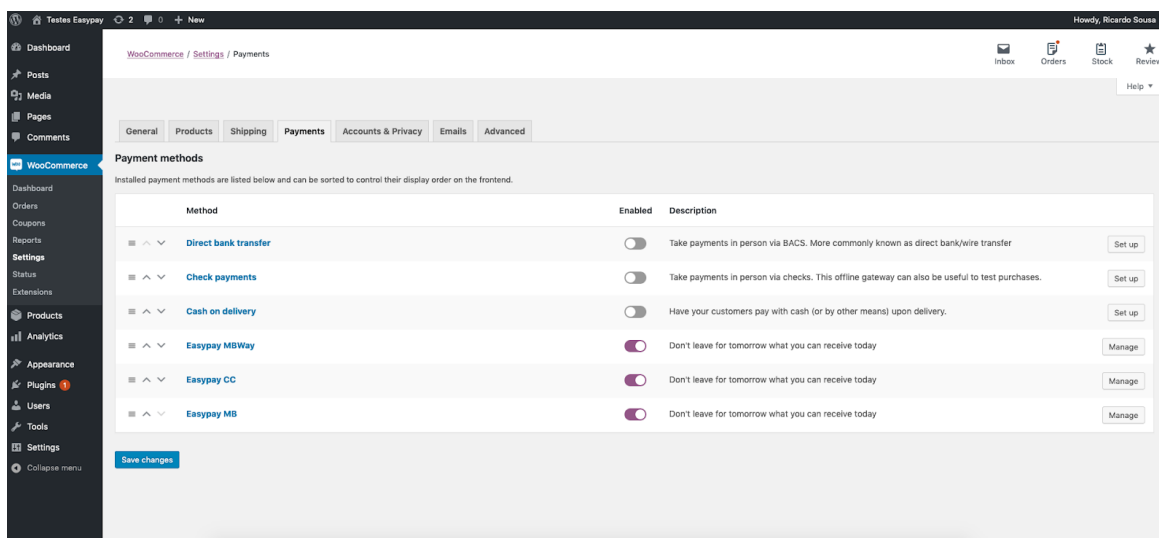 Testes Easypay 2 0 + New Howdy, Ricardo Sousa
Dashboard
Posts
Media
Pages
Comments
WooCommerce
Dashboard
Orders
Coupons
Reports
Settings
Status
Extensions
Products
Analytics
Appearance
Plugins 1
Users
Tools
Settings
Collapse menu
WooCommerce / Settings / Payments
Inbox Orders Stock Review
Help
General Products Shipping Payments Accounts & Privacy Emails Advanced
Payment methods
Installed payment methods are listed below and can be sorted to control their display order on the frontend.
Method Enabled Description
Direct bank transfer Take payments in person via BACS. More commonly known as direct bank/wire transfer Set up
Check payments Take payments in person via checks. This offline gateway can also be useful to test purchases. Set up
Cash on delivery Have your customers pay with cash (or by other means) upon delivery. Set up
Easypay MBWay Don't leave for tomorrow what you can receive today Manage
Easypay CC Don't leave for tomorrow what you can receive today Manage
Easypay MB Don't leave for tomorrow what you can receive today Manage
Save changes